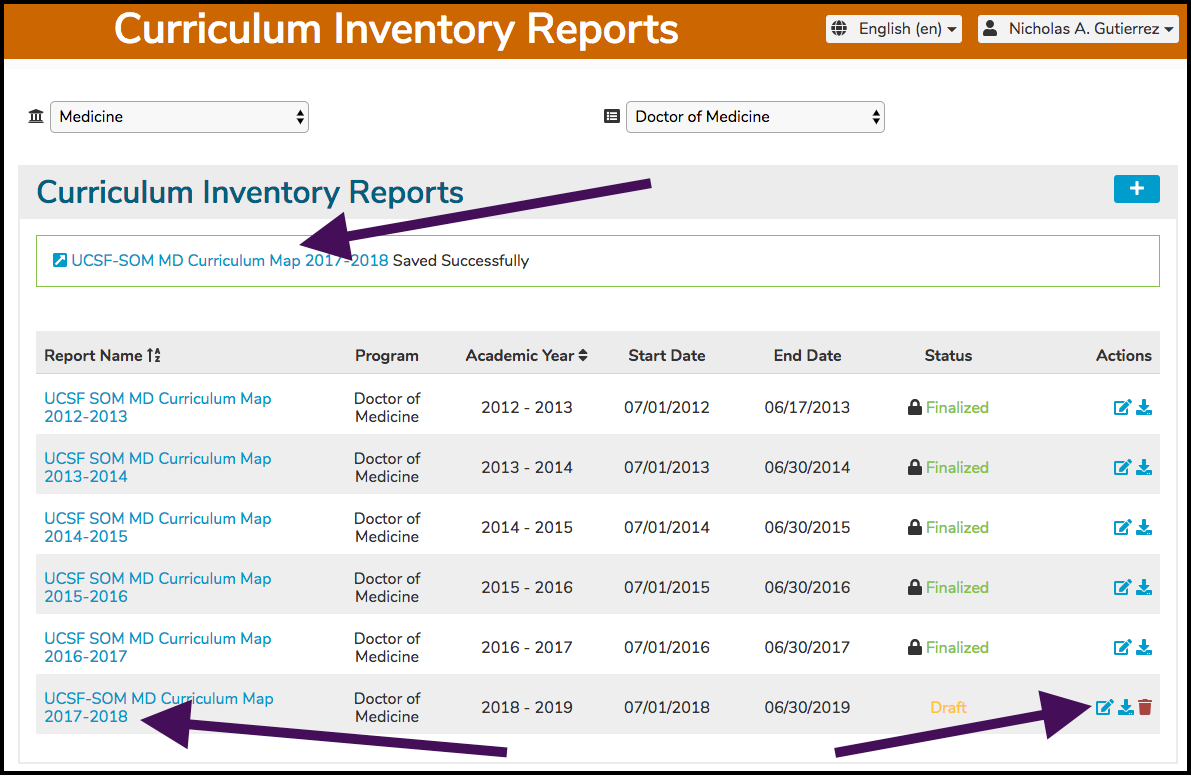 Curriculum Inventory Reports
English (en)
Nicholas A. Gutierrez
Medicine
Doctor of Medicine
Curriculum Inventory Reports
+
UCSF-SOM MD Curriculum Map 2017-2018 Saved Successfully
Report Name Program Academic Year Start Date End Date Status Actions
UCSF SOM MD Curriculum Map
2012-2013
Doctor of
Medicine
2012 - 2013 07/01/2012 06/17/2013 Finalized
UCSF SOM MD Curriculum Map
2013-2014
Doctor of
Medicine
2013 - 2014 07/01/2013 06/30/2014 Finalized
UCSF SOM MD Curriculum Map
2014-2015
Doctor of
Medicine
2014 - 2015 07/01/2014 06/30/2015 Finalized
UCSF SOM MD Curriculum Map
2015-2016
Doctor of
Medicine
2015 - 2016 07/01/2015 06/30/2016 Finalized
UCSF SOM MD Curriculum Map
2016-2017
Doctor of
Medicine
2016 - 2017 07/01/2016 06/30/2017 Finalized
UCSF-SOM MD Curriculum Map
2017-2018
Doctor of
Medicine
2018 - 2019 07/01/2018 06/30/2019 Draft